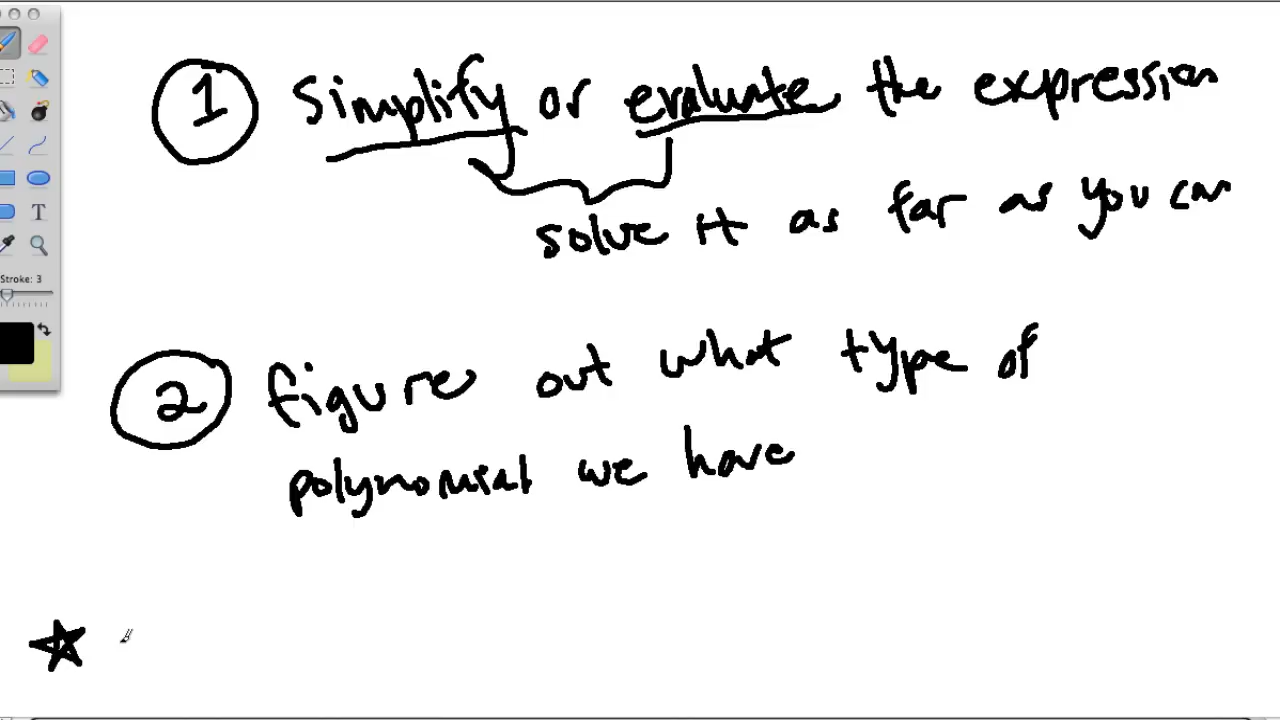 1 Simplify or evaluate the expression
solve it as far as you can
2 figure out what type of
polynomial we have
T
Stroke: 3